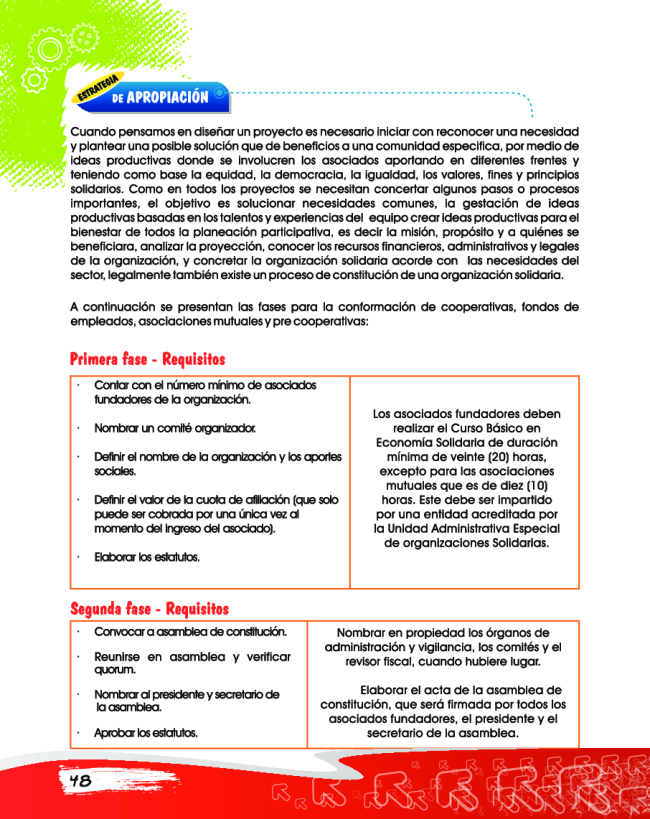 ESTRATEGIA
DE APROPIACIÓN
Cuando pensamos en diseñar un proyecto es necesario iniciar con reconocer una necesidad
y plantear una posible solución que de beneficios a una comunidad especifica, por medio de
ideas productivas donde se involucren los asociados aportando en diferentes frentes y
teniendo como base la equidad, la democracia, la igualdad, los valores, fines y principios
solidarios. Como en todos los proyectos se necesitan concertar algunos pasos o procesos
importantes, el objetivo es solucionar necesidades comunes, la gestación de ideas
productivas basadas en los talentos y experiencias del equipo crear ideas productivas para el
bienestar de todos la planeación participativa, es decir la misión, propósito y a quiénes se
beneficiara, analizar la proyección, conocer los recursos financieros, administrativos y legales
de la organización, y concretar la organización solidaria acorde con las necesidades del
sector, legalmente también existe un proceso de constitución de una organización solidaria.
A continuación se presentan las fases para la conformación de cooperativas, fondos de
empleados, asociaciones mutuales y pre cooperativas:
Primera fase - Requisitos
· Contar con el número mínimo de asociados
fundadores de la organización.
· Nombrar un comité organizador.
· Definir el nombre de la organización y los aportes
sociales.
· Definir el valor de la cuota de afiliación (que solo
puede ser cobrada por una única vez al
momento del ingreso del asociado).
· Elaborar los estatutos.
Los asociados fundadores deben
realizar el Curso Básico en
Economía Solidaria de duración
mínima de veinte (20) horas,
excepto para las asociaciones
mutuales que es de diez (10)
horas. Este debe ser impartido
por una entidad acreditada por
la Unidad Administrativa Especial
de organizaciones Solidarias.
Segunda fase - Requisitos
· Convocar a asamblea de constitución.
· Reunirse en asamblea y verificar
quorum.
· Nombrar al presidente y secretario de
la asamblea.
· Aprobar los estatutos.
Nombrar en propiedad los órganos de
administración y vigilancia, los comités y el
revisor fiscal, cuando hubiere lugar.
Elaborar el acta de la asamblea de
constitución, que será firmada por todos los
asociados fundadores, el presidente y el
secretario de la asamblea.
48